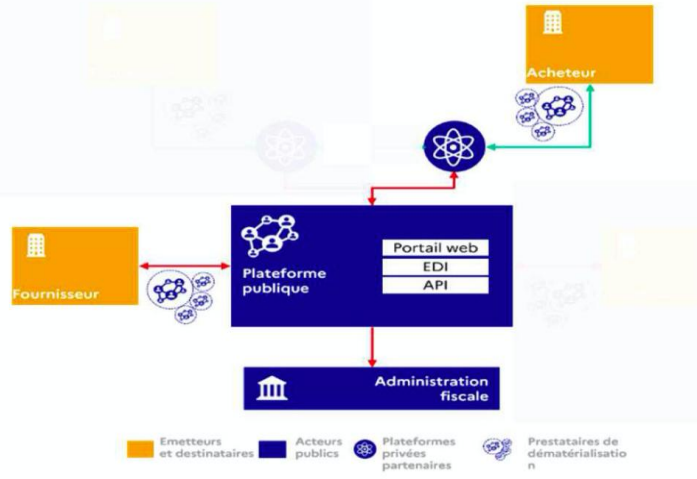 Acheteur
Portail web
EDI
API
Plateforme
publique
Fournisseur
Administration
fiscale
Emetteurs
et destinataires
Acteurs
publics
Plateformes
privées
partenaires
Prestataires de
dématérialisatio
n